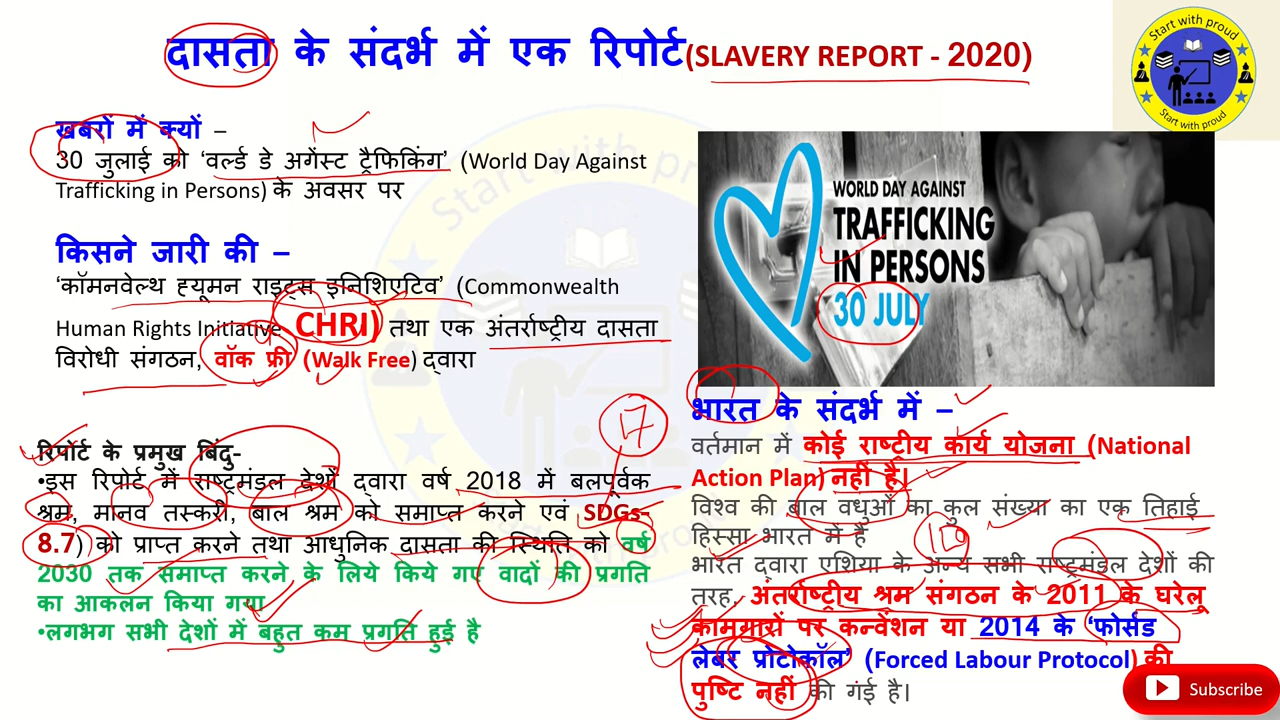 दासता के संदर्भ में एक रिपोर्ट(SLAVERY REPORT - 2020)
Start with proud
Start with proud
खबरों में क्यों –
30 जुलाई को ‘वर्ल्ड डे अगेंस्ट ट्रैफिकिंग’ (World Day Against
Trafficking in Persons) के अवसर पर
किसने जारी की –
‘कॉमनवेल्थ ह्यूमन राइट्स इनिशिएटिव’ (Commonwealth
Human Rights Initiative CHRI) तथा एक अंतर्राष्ट्रीय दासता
विरोधी संगठन, वॉक फ्री (Walk Free) द्वारा
17
रिपोर्ट के प्रमुख बिंदु-
•इस रिपोर्ट में राष्ट्रमंडल देशों द्वारा वर्ष 2018 में बलपूर्वक
श्रम, मानव तस्करी, बाल श्रम को समाप्त करने एवं SDGs-
8.7) को प्राप्त करने तथा आधुनिक दासता की स्थिति को वर्ष
2030 तक समाप्त करने के लिये किये गए वादों की प्रगति
का आकलन किया गया
•लगभग सभी देशों में बहुत कम प्रगति हुई है
WORLD DAY AGAINST
TRAFFICKING
IN PERSONS
30 JULY
भारत के संदर्भ में –
वर्तमान में कोई राष्ट्रीय कार्य योजना (National
Action Plan) नहीं है।
विश्व की बाल वधुओं का कुल संख्या का एक तिहाई
हिस्सा भारत में है
भारत द्वारा एशिया के अन्य सभी राष्ट्रमंडल देशों की
तरह, अंतर्राष्ट्रीय श्रम संगठन के 2011 के घरेलू
कामगारों पर कन्वेंशन या 2014 के ‘फोर्सड
लेबर प्रोटोकॉल’ (Forced Labour Protocol) की
पुष्टि नहीं की गई है।
Subscribe